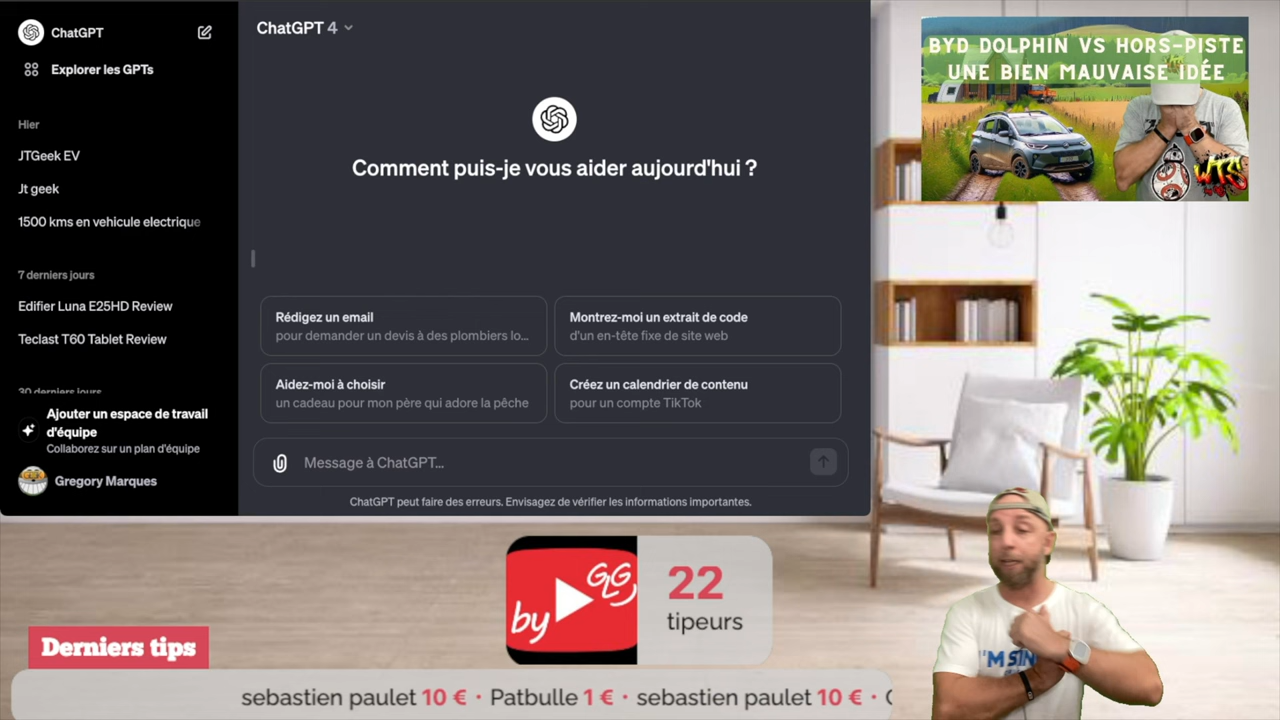 ChatGPT
Explorer les GPTs
Hier
JTGeek EV
Jt geek
1500 kms en vehicule electrique
7 derniers jours
Edifier Luna E25HD Review
Teclast T60 Tablet Review
30 derniers jours
Ajouter un espace de travail
d'équipe
Collaborez sur un plan d'équipe
Gregory Marques
ChatGPT 4
Comment puis-je vous aider aujourd'hui ?
Rédigez un email
pour demander un devis à des plombiers lo...
Montrez-moi un extrait de code
d'un en-tête fixe de site web
Aidez-moi à choisir
un cadeau pour mon père qui adore la pêche
Créez un calendrier de contenu
pour un compte TikTok
Message à ChatGPT...
ChatGPT peut faire des erreurs. Envisagez de vérifier les informations importantes.
BYD DOLPHIN VS HORS-PISTE
UNE BIEN MAUVAISE IDÉE
by GLG
22
tipeurs
I'M SIN
Derniers tips
sebastien paulet 10 € · Patbulle 1 € · sebastien paulet 10 € ·